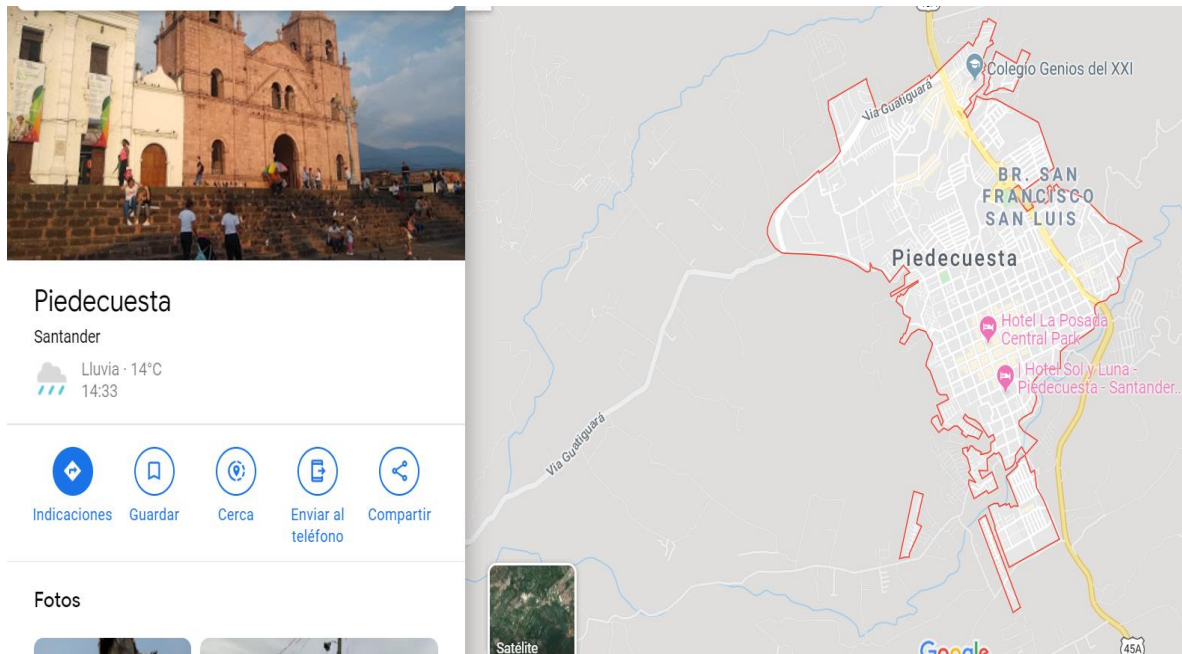 Piedecuesta
Santander
Lluvia · 14°C
14:33
Indicaciones
Guardar
Cerca
Enviar al
teléfono
Compartir
Fotos
45A
Colegio Genios del XXI
Via Guatiguará
BR. SAN
FRANCISCO
SAN LUIS
Piedecuesta
Hotel La Posada
Central Park
| Hotel Sol y Luna -
Piedecuesta - Santander...
Via Guatiguará
Satélite
Google
45A